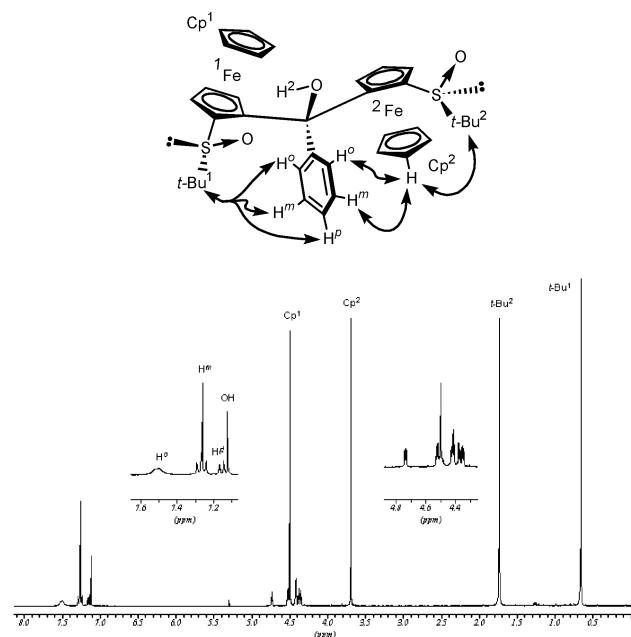 Cp¹
O
¹Fe
H²–O
S
²Fe
S
O
t-Bu²
t-Bu¹
Hᵒ
Hᵒ
Cp²
H
Hᵐ
Hᵐ
Hᵖ
t-Bu¹
Cp¹
Cp²
t-Bu²
Hᵐ
OH
Hᵒ
Hᵖ
7.6 7.4 7.2
(ppm)
4.8 4.6 4.4
(ppm)
8.0 7.5 7.0 6.5 6.0 5.5 5.0 4.5 4.0 3.5 3.0 2.5 2.0 1.5 1.0 0.5
(ppm)